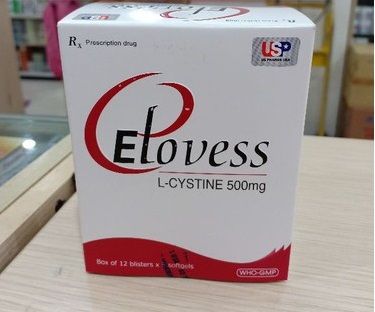 Rx Prescription drug
USP
US PHARMA USA
Elovess
L-CYSTINE 500mg
Box of 12 blisters x softgels
WHO-GMP